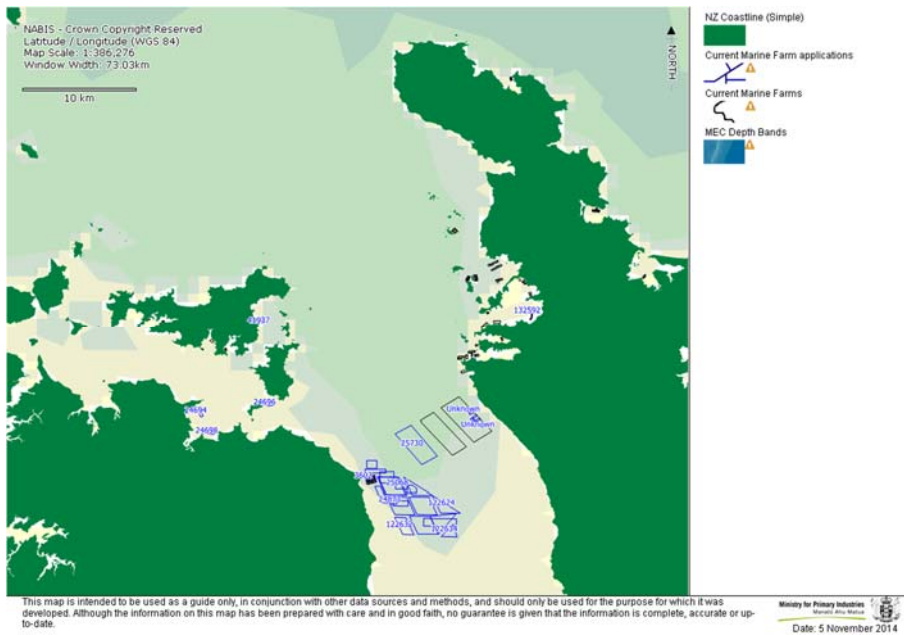 NABIS - Crown Copyright Reserved
Latitude / Longitude (WGS 84)
Map Scale: 1:386,276
Window Width: 73.03km
10 km
NORTH
NZ Coastline (Simple)
Current Marine Farm applications
Current Marine Farms
MEC Depth Bands
132592
24696
24694
24698
Unknown
Unknown
25730
122624
122634
This map is intended to be used as a guide only, in conjunction with other data sources and methods, and should only be used for the purpose for which it was
developed. Although the information on this map has been prepared with care and in good faith, no guarantee is given that the information is complete, accurate or up-
to-date.
Ministry for Primary Industries
Manatū Ahu Matua
Date: 5 November 2014